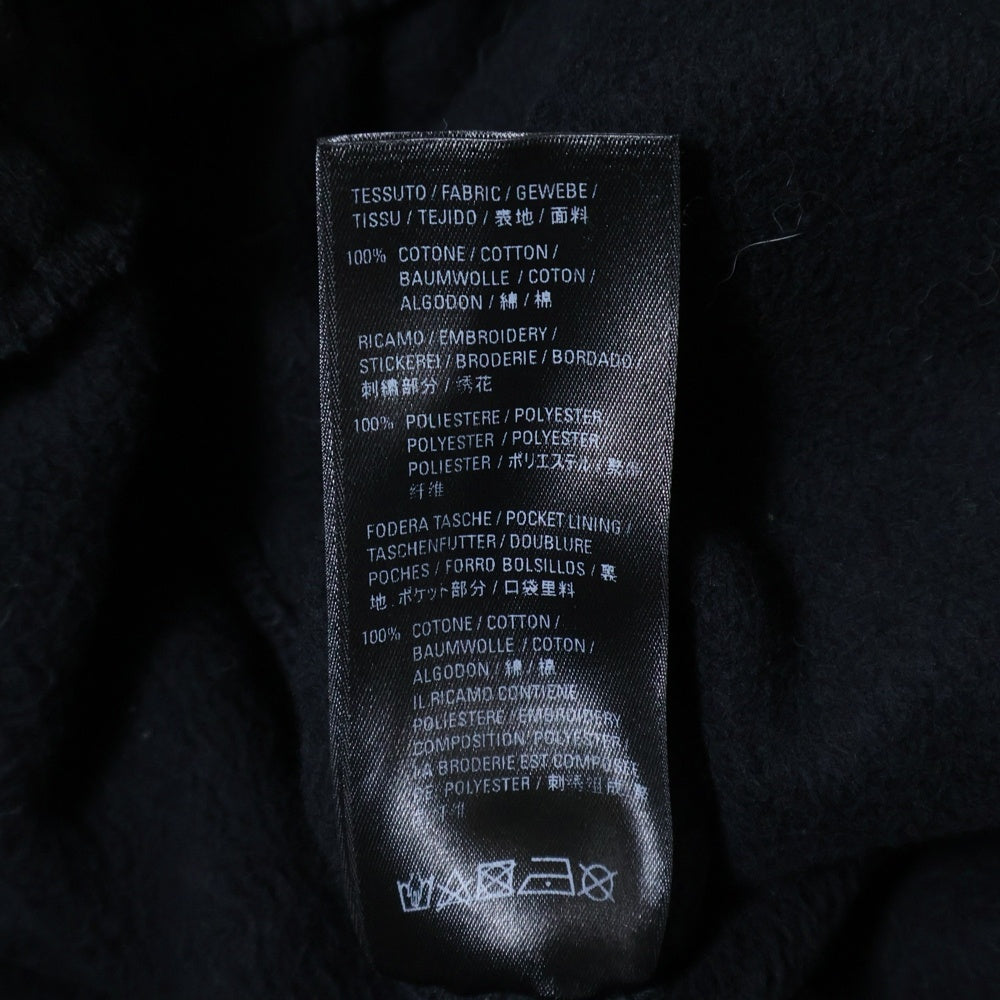 TESSUTO / FABRIC / GEWEBE /
TISSU / TEJIDO / 表地 / 面料
100% COTONE / COTTON /
BAUMWOLLE / COTON /
ALGODON / 綿 / 棉
RICAMO / EMBROIDERY /
STICKEREI / BRODERIE / BORDADO /
刺繍部分 / 绣花
100% POLIESTERE / POLYESTER
POLYESTER / POLYESTER
POLIESTER / ポリエステル /
纤维
FODERA TASCHE / POCKET LINING /
TASCHENFUTTER / DOUBLURE
POCHES / FORRO BOLSILLOS / 裏
地 ポケット部分 / 口袋里料
100% COTONE / COTTON /
BAUMWOLLE / COTON /
ALGODON / 綿 / 棉
IL RICAMO CONTIENE
POLIESTERE / EMBROIDERY
COMPOSITION POLYESTER
LA BRODERIE EST COMPOSÉE
DE POLYESTER /